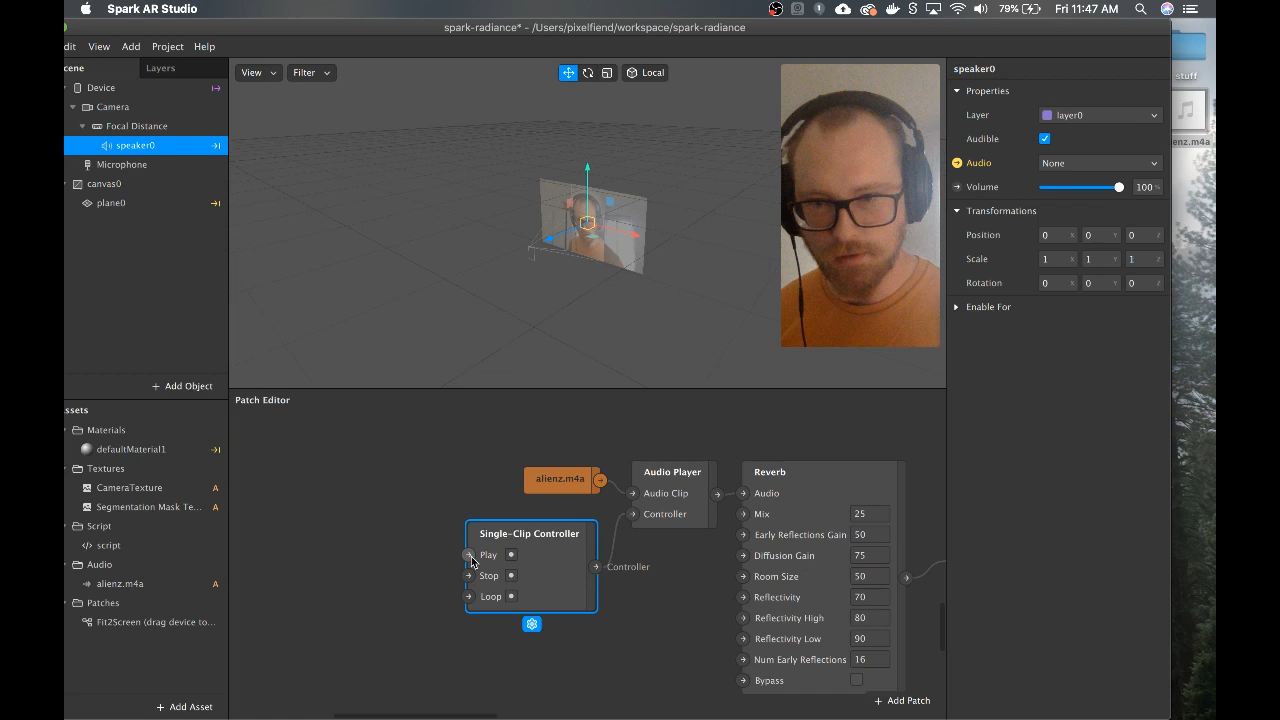 Spark AR Studio
79%
Fri 11:47 AM
spark-radiance* - /Users/pixelfiend/workspace/spark-radiance
dit View Add Project Help
cene Layers
Device
Camera
Focal Distance
speaker0
Microphone
canvas0
plane0
+ Add Object
ssets
Materials
defaultMaterial1
Textures
CameraTexture A
Segmentation Mask Te... A
Script
script
Audio
alienz.m4a A
Patches
Fit2Screen (drag device to...
+ Add Asset
View Filter
Local
Patch Editor
alienz.m4a
Single-Clip Controller
Play
Stop
Loop
Controller
Audio Player
Audio Clip
Controller
Reverb
Audio
Mix 25
Early Reflections Gain 50
Diffusion Gain 75
Room Size 50
Reflectivity 70
Reflectivity High 80
Reflectivity Low 90
Num Early Reflections 16
Bypass
+ Add Patch
speaker0
Properties
Layer layer0
Audible
Audio None
Volume 100 %
Transformations
Position 0 X 0 Y 0 Z
Scale 1 X 1 Y 1 Z
Rotation 0 X 0 Y 0 Z
Enable For
stuff
enz.m4a